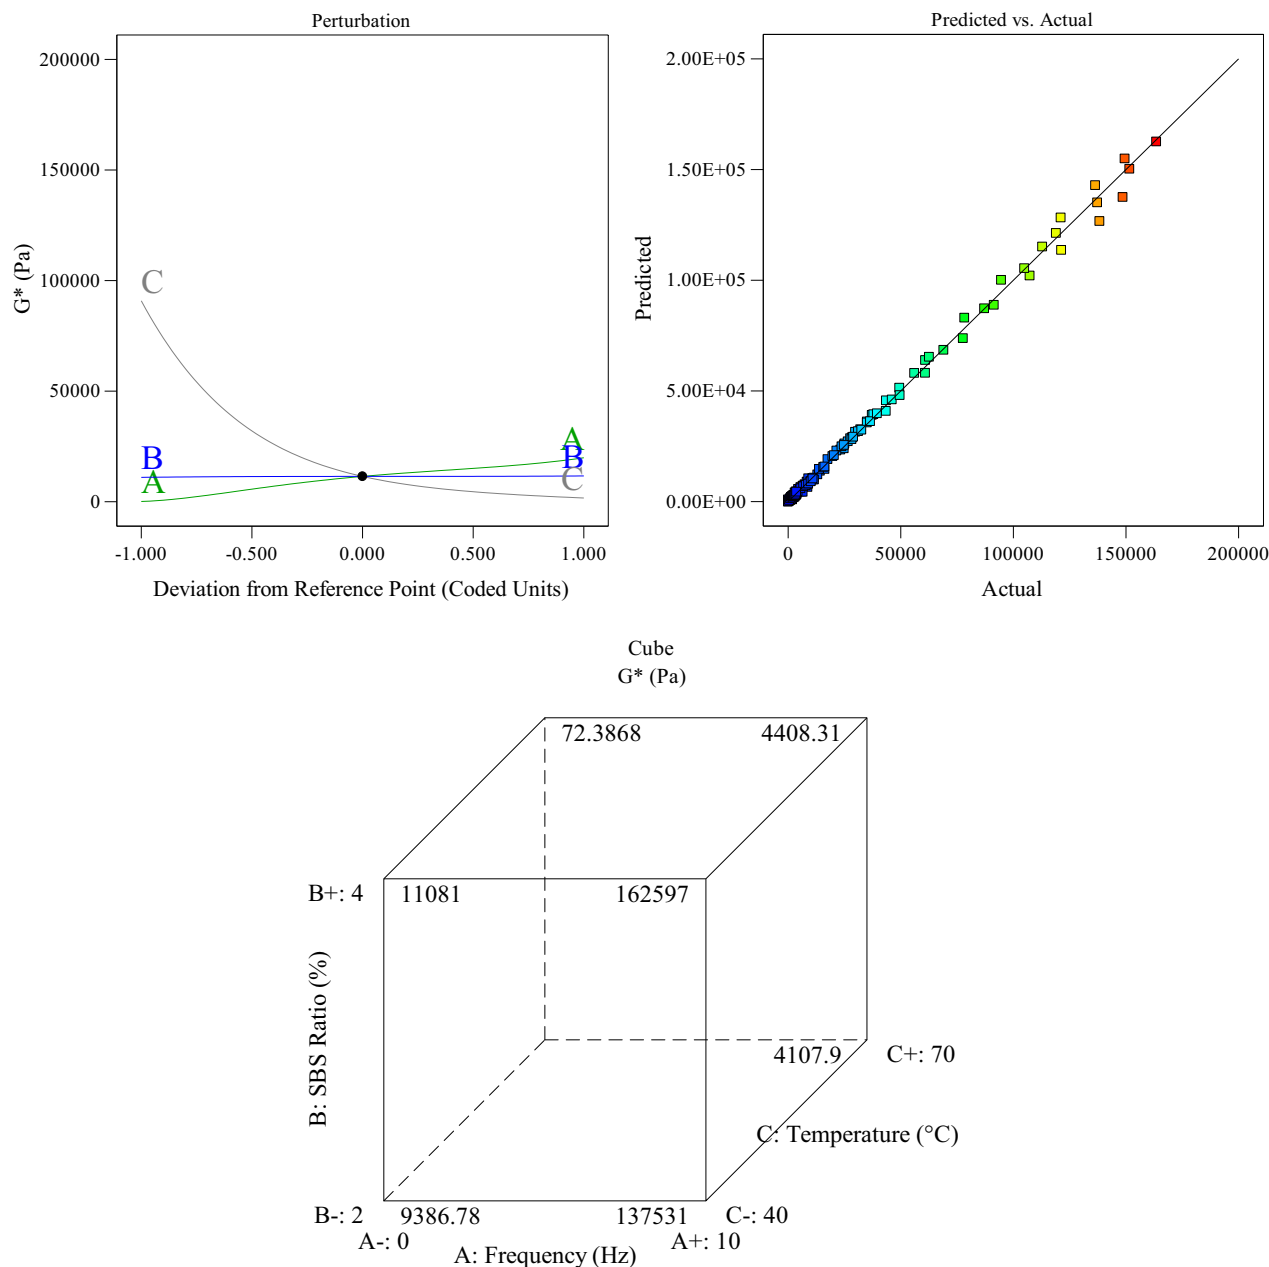 Perturbation
200000
150000
100000
50000
0
G* (Pa)
C
B
A
A
B
C
-1.000 -0.500 0.000 0.500 1.000
Deviation from Reference Point (Coded Units)
Predicted vs. Actual
2.00E+05
1.50E+05
1.00E+05
5.00E+04
0.00E+00
Predicted
0 50000 100000 150000 200000
Actual
Cube
G* (Pa)
72.3868 4408.31
B+: 4 11081 162597
B: SBS Ratio (%)
4107.9 C+: 70
C: Temperature (°C)
B-: 2 9386.78 137531 C-: 40
A-: 0 A: Frequency (Hz) A+: 10